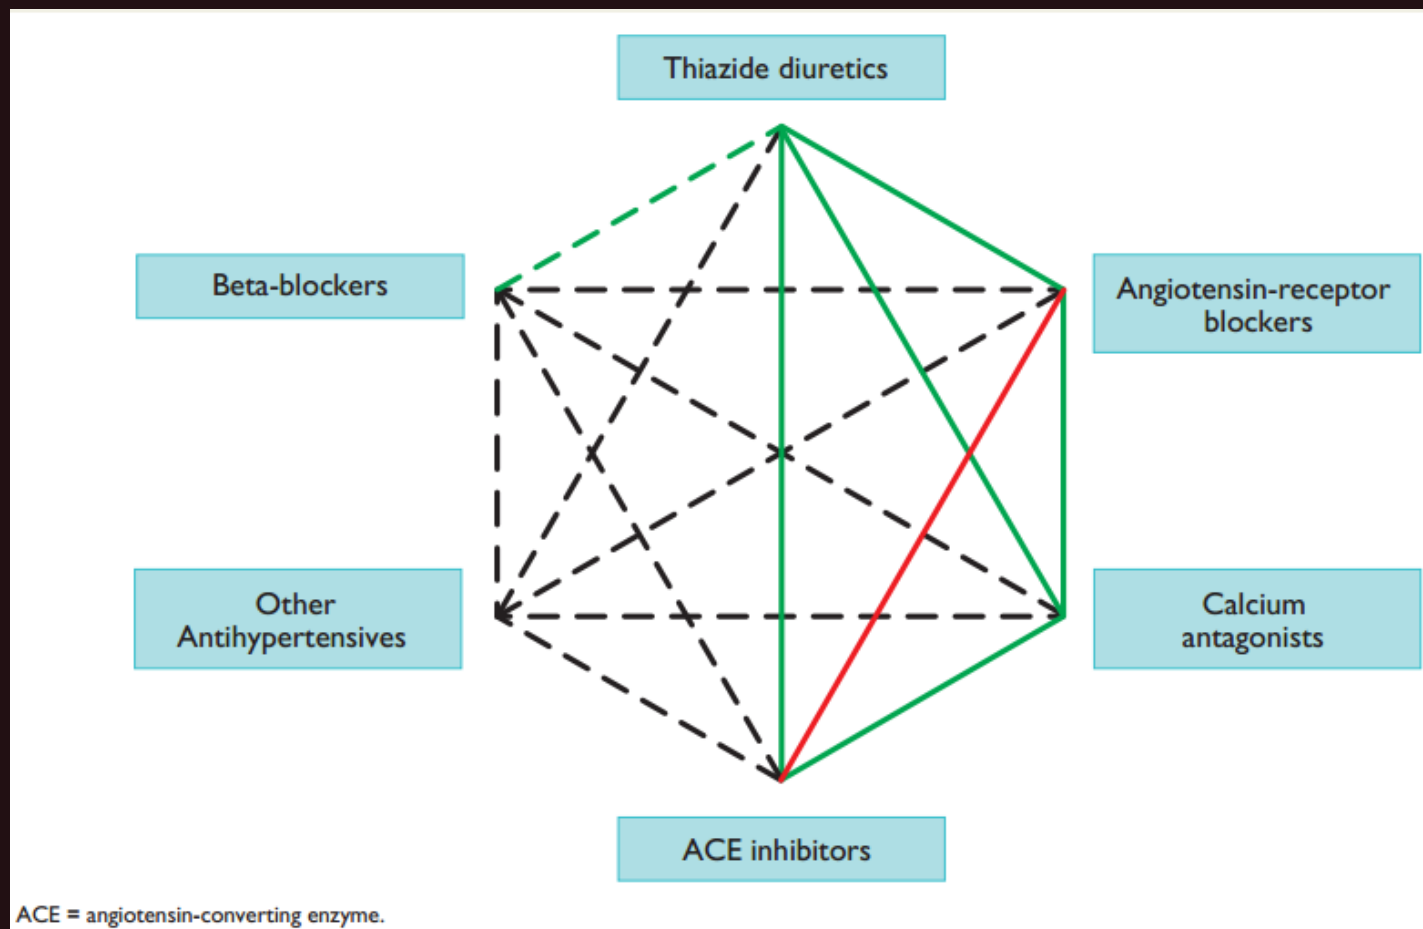 Thiazide diuretics
Beta-blockers
Angiotensin-receptor
blockers
Other
Antihypertensives
Calcium
antagonists
ACE inhibitors
ACE = angiotensin-converting enzyme.